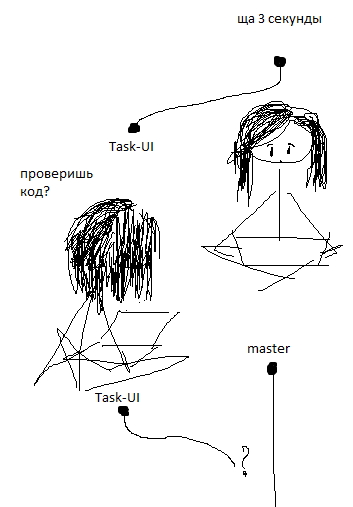 ща 3 секунды
Task-UI
проверишь
код?
master
Task-UI
?